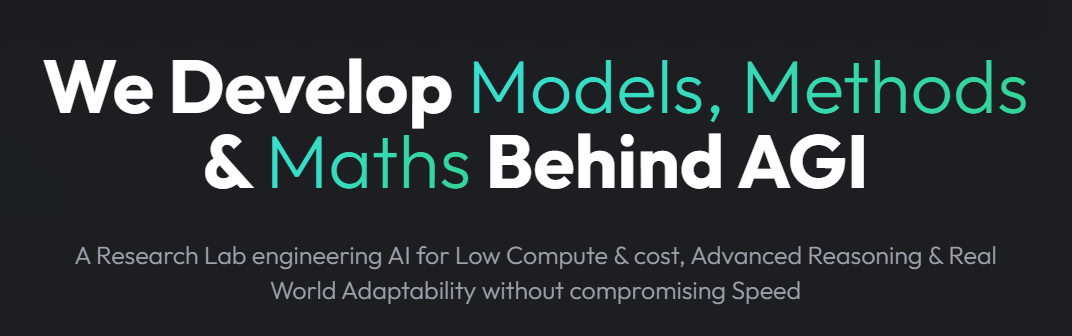 We Develop Models, Methods
& Maths Behind AGI
A Research Lab engineering AI for Low Compute & cost, Advanced Reasoning & Real
World Adaptability without compromising Speed